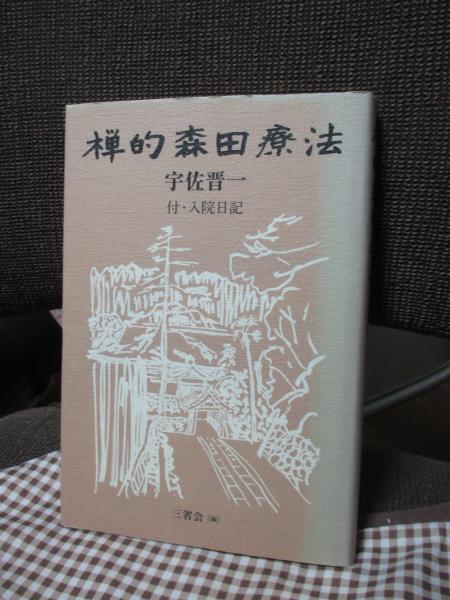 禅的森田療法
宇佐晋一
付・入院日記
三省会〔編〕